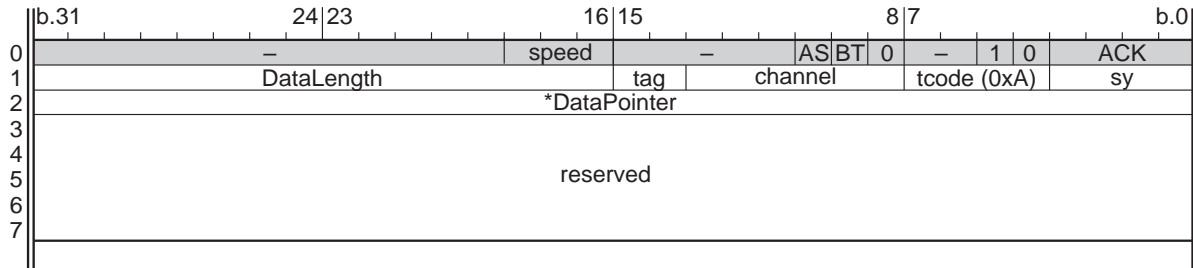 b.31 24|23 16|15 8|7 b.0
0 – speed – AS BT 0 – 1 0 ACK
1 DataLength tag channel tcode (0xA) sy
2 *DataPointer
3
4
5 reserved
6
7